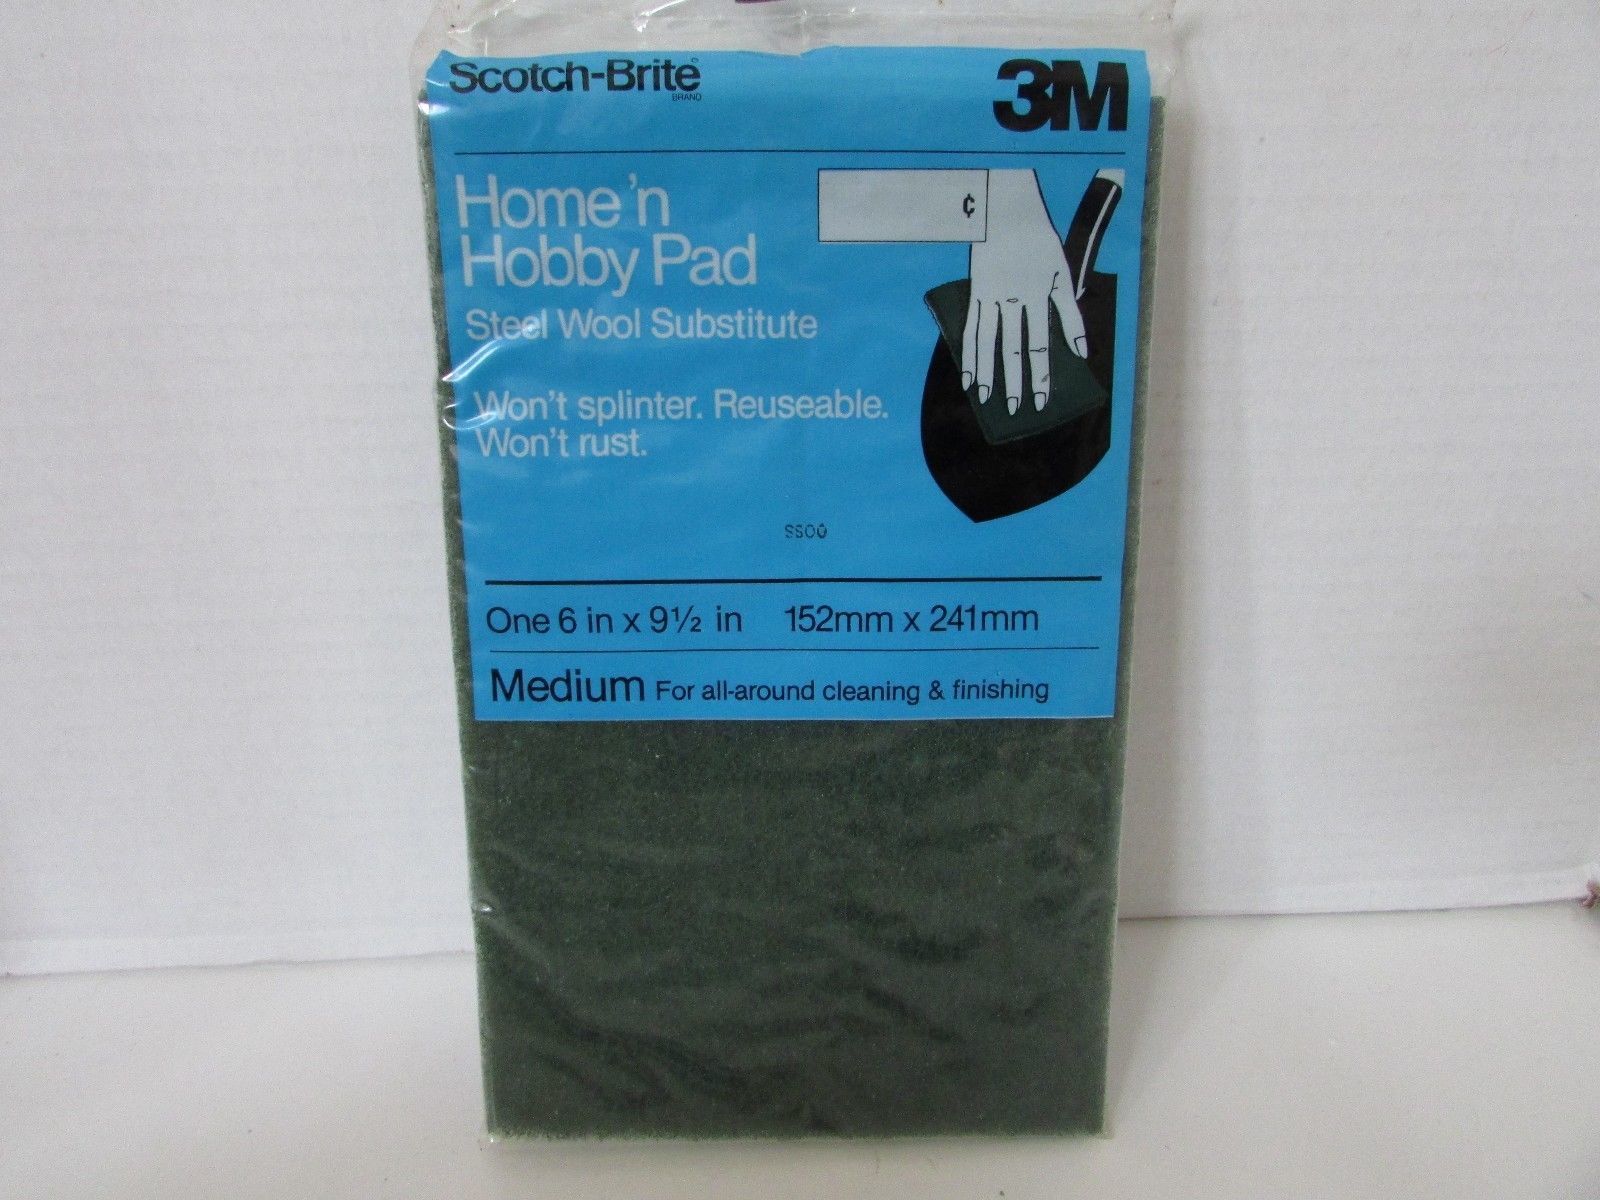 Scotch-Brite®
BRAND
3M
Home 'n
Hobby Pad
¢
Steel Wool Substitute
Won't splinter. Reuseable.
Won't rust.
SS00
One 6 in x 9½ in 152mm x 241mm
Medium For all-around cleaning & finishing